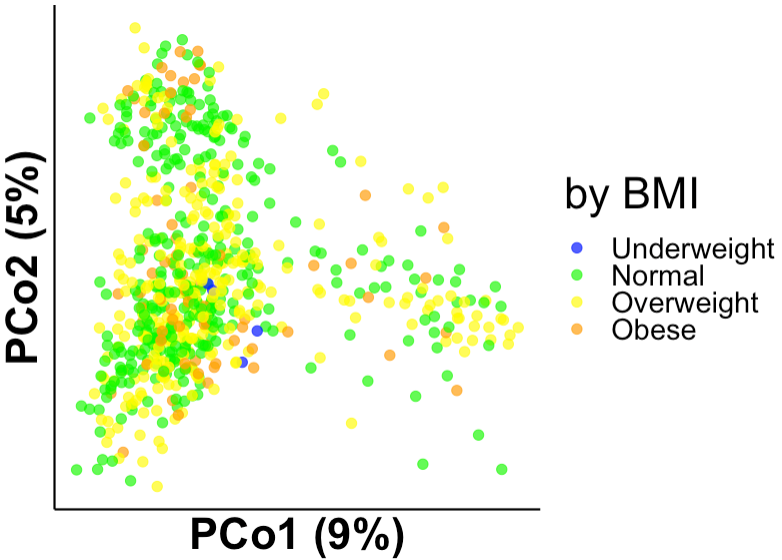 PCo2 (5%)
by BMI
Underweight
Normal
Overweight
Obese
PCo1 (9%)